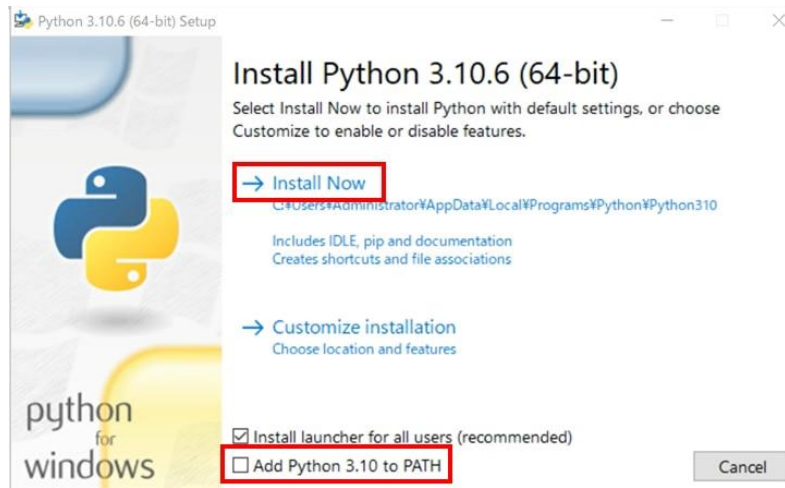 Python 3.10.6 (64-bit) Setup
Install Python 3.10.6 (64-bit)
Select Install Now to install Python with default settings, or choose
Customize to enable or disable features.
Install Now
C:¥Users¥Administrator¥AppData¥Local¥Programs¥Python¥Python310
Includes IDLE, pip and documentation
Creates shortcuts and file associations
Customize installation
Choose location and features
python
for
windows
Install launcher for all users (recommended)
Add Python 3.10 to PATH
Cancel